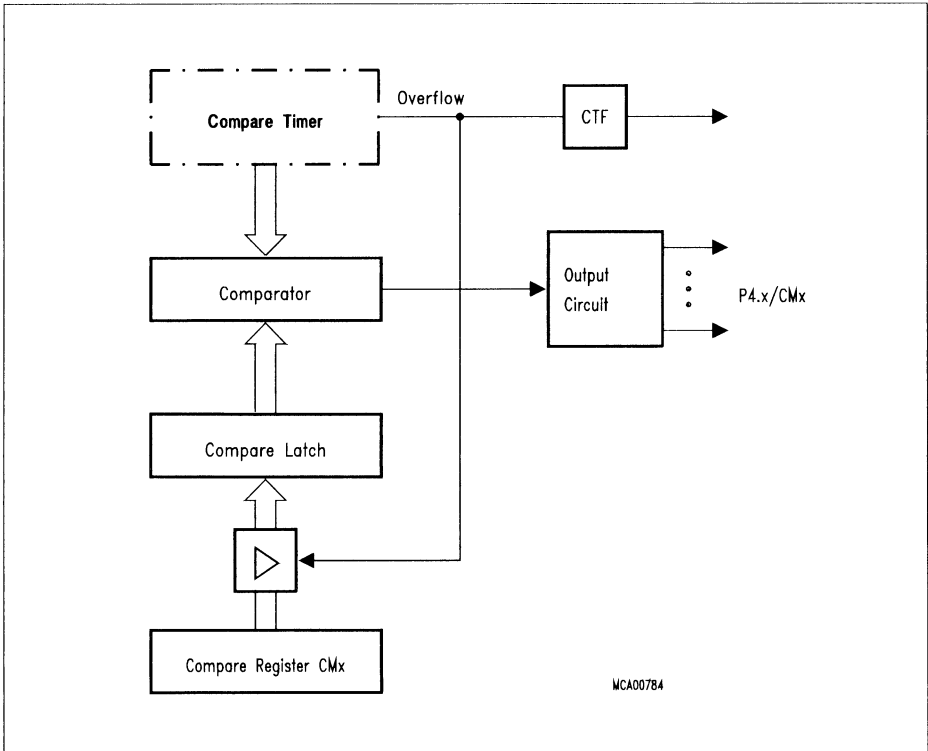 Overflow
Compare Timer
CTF
Comparator
Output
Circuit
P4.x/CMx
Compare Latch
Compare Register CMx
MCA00784